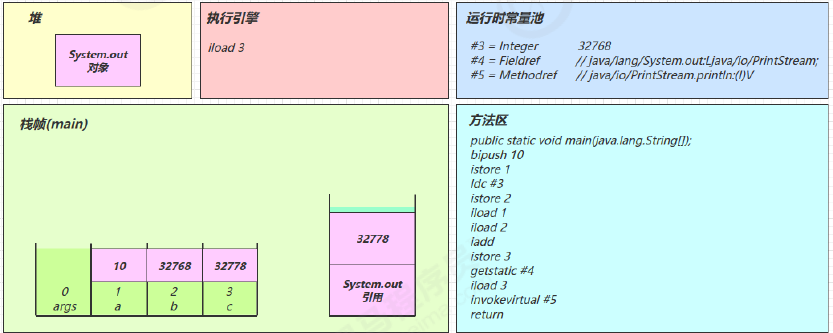 堆
System.out
对象
执行引擎
iload 3
运行时常量池
#3 = Integer 32768
#4 = Fieldref // java/lang/System.out:Ljava/io/PrintStream;
#5 = Methodref // java/io/PrintStream.println:(I)V
栈帧(main)
10 32768 32778
0 1 2 3
args a b c
32778
System.out
引用
方法区
public static void main(java.lang.String[]);
bipush 10
istore 1
ldc #3
istore 2
iload 1
iload 2
iadd
istore 3
getstatic #4
iload 3
invokevirtual #5
return